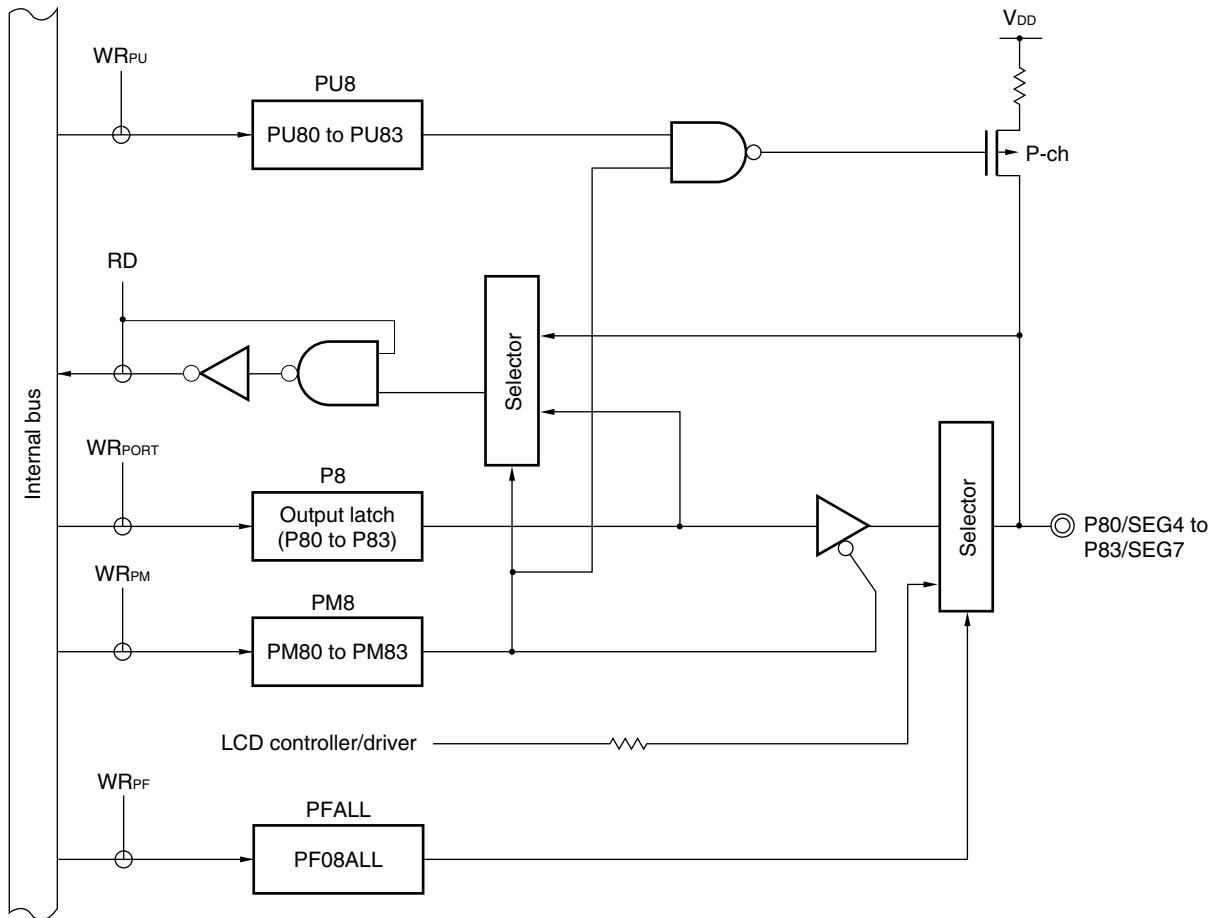 VDD
WRPU
PU8
PU80 to PU83
P-ch
RD
Selector
Internal bus
WRPORT
P8
Output latch
(P80 to P83)
Selector
P80/SEG4 to
P83/SEG7
WRPM
PM8
PM80 to PM83
LCD controller/driver
WRPF
PFALL
PF08ALL